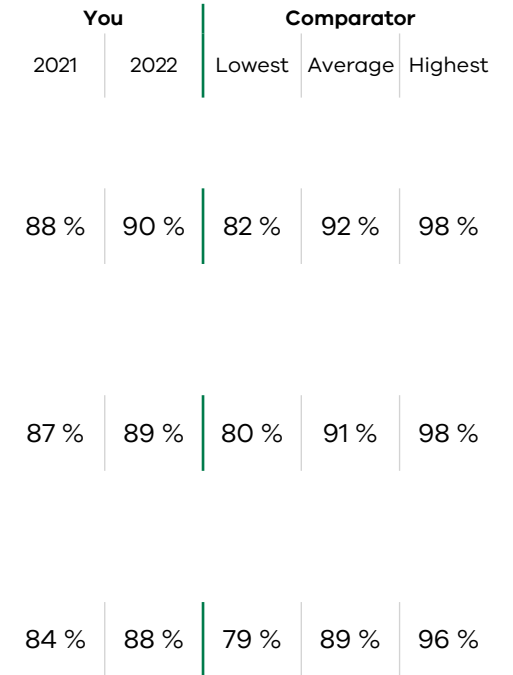 You Comparator
2021 2022 Lowest Average Highest
88 % 90 % 82 % 92 % 98 %
87 % 89 % 80 % 91 % 98 %
84 % 88 % 79 % 89 % 96 %